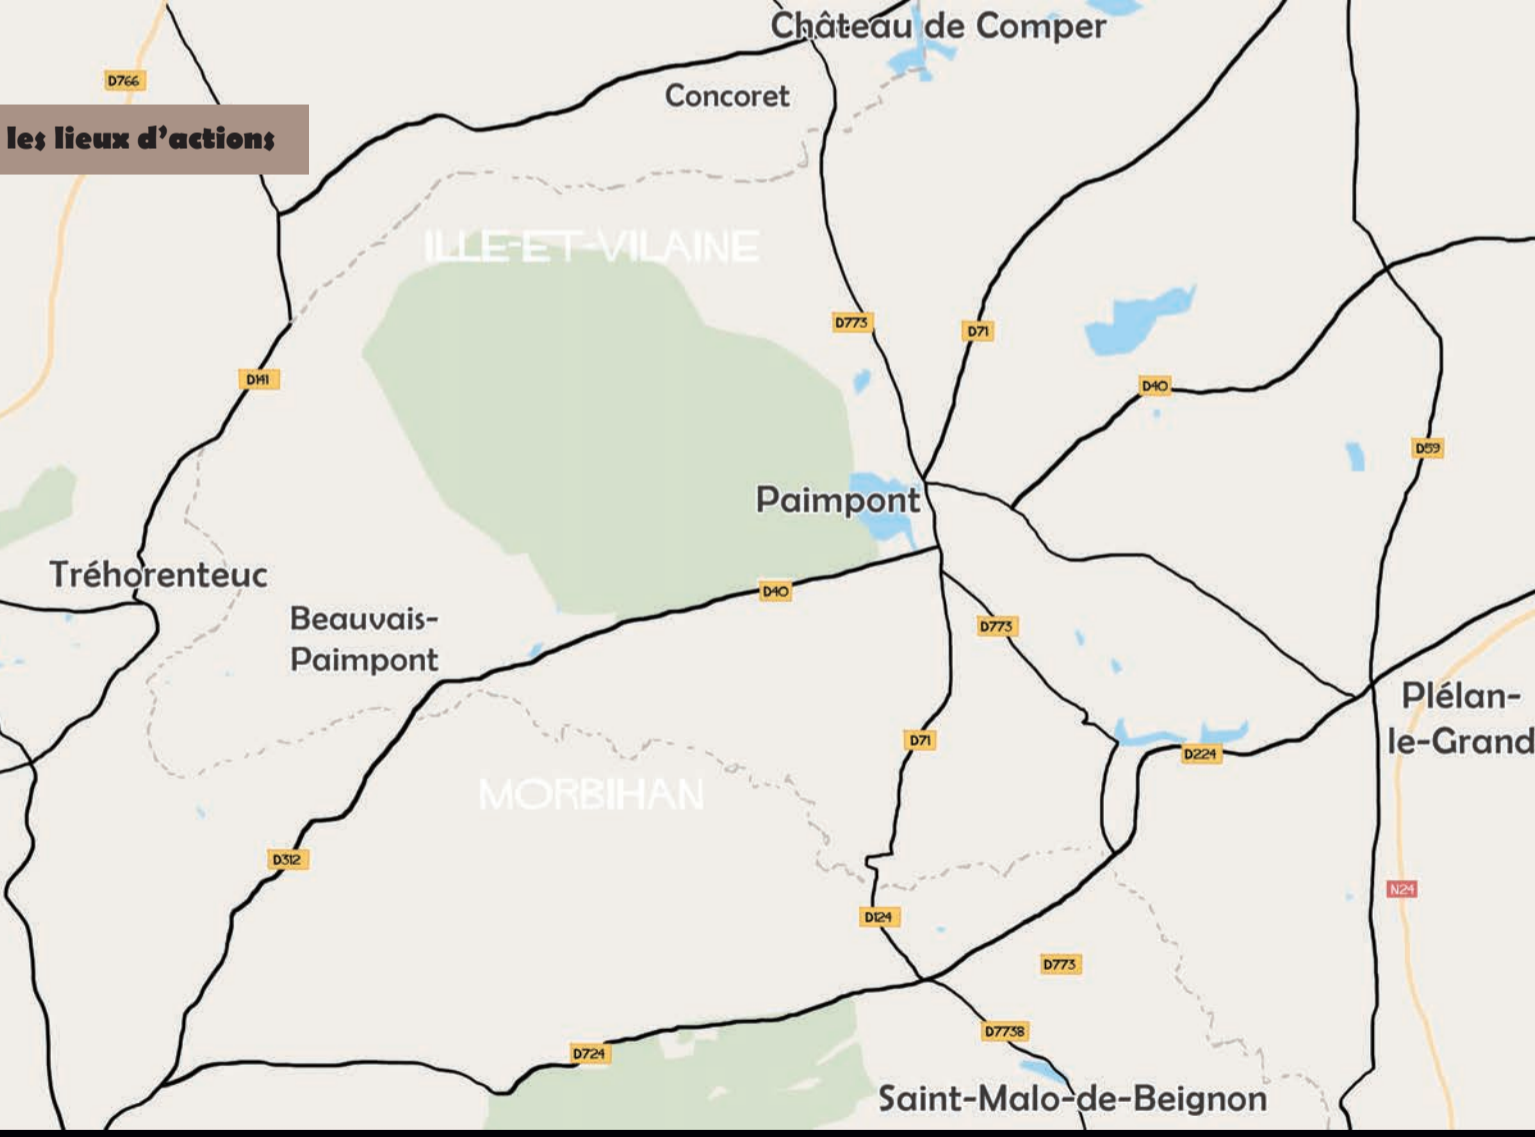 Château de Comper
D766
Concoret
les lieux d'actions
ILLE-ET-VILAINE
D773
D71
D141
D40
D59
Paimpont
Tréhorenteuc
D40
Beauvais-
Paimpont
D773
Plélan-
le-Grand
D71
D224
MORBIHAN
D312
N24
D124
D773
D773B
D724
Saint-Malo-de-Beignon